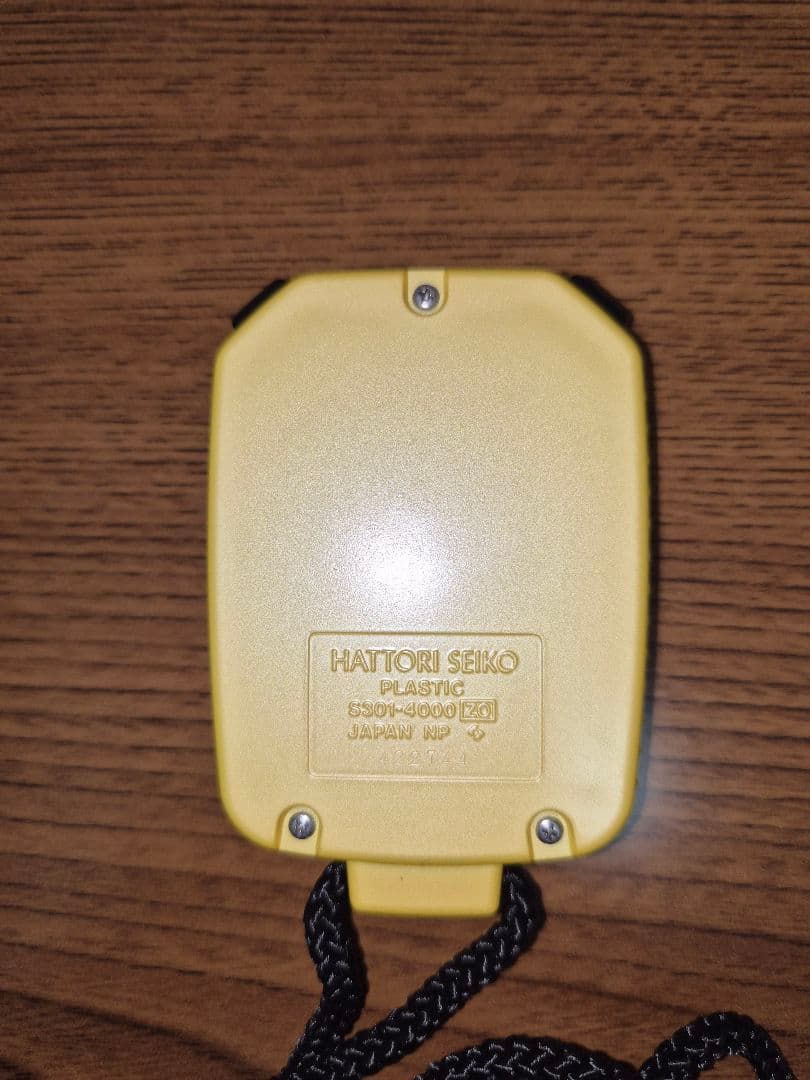 HATTORI SEIKO
PLASTIC
S301-4000 ZO
JAPAN NP